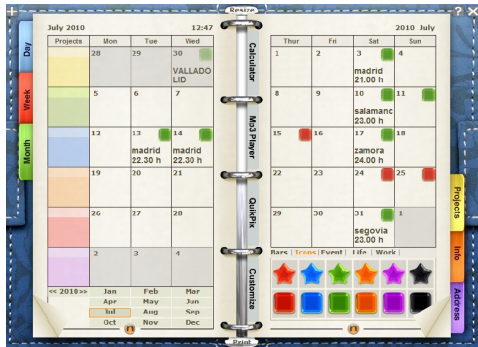 Resize
? ×
July 2010 12:47
2010 July
Projects Mon Tue Wed
Thur Fri Sat Sun
28 29 30
VALLADO
LID
1 2 3 4
madrid
21.00 h
5 6 7
8 9 10 11
salamanc
23.00 h
12 13 14
madrid madrid
22.30 h 22.30 h
15 16 17 18
zamora
24.00 h
19 20 21
22 23 24 25
26 27 28
29 30 31 1
segovia
23.00 h
2 3 4
Bars | Icons | Event | Life | Work |
<< 2010 >> Jan Feb Mar
Apr May Jun
Jul Aug Sep
Oct Nov Dec
Day
Week
Month
Calculator
Mp3 Player
QuikPix
Customize
Projects
Info
Address
Print